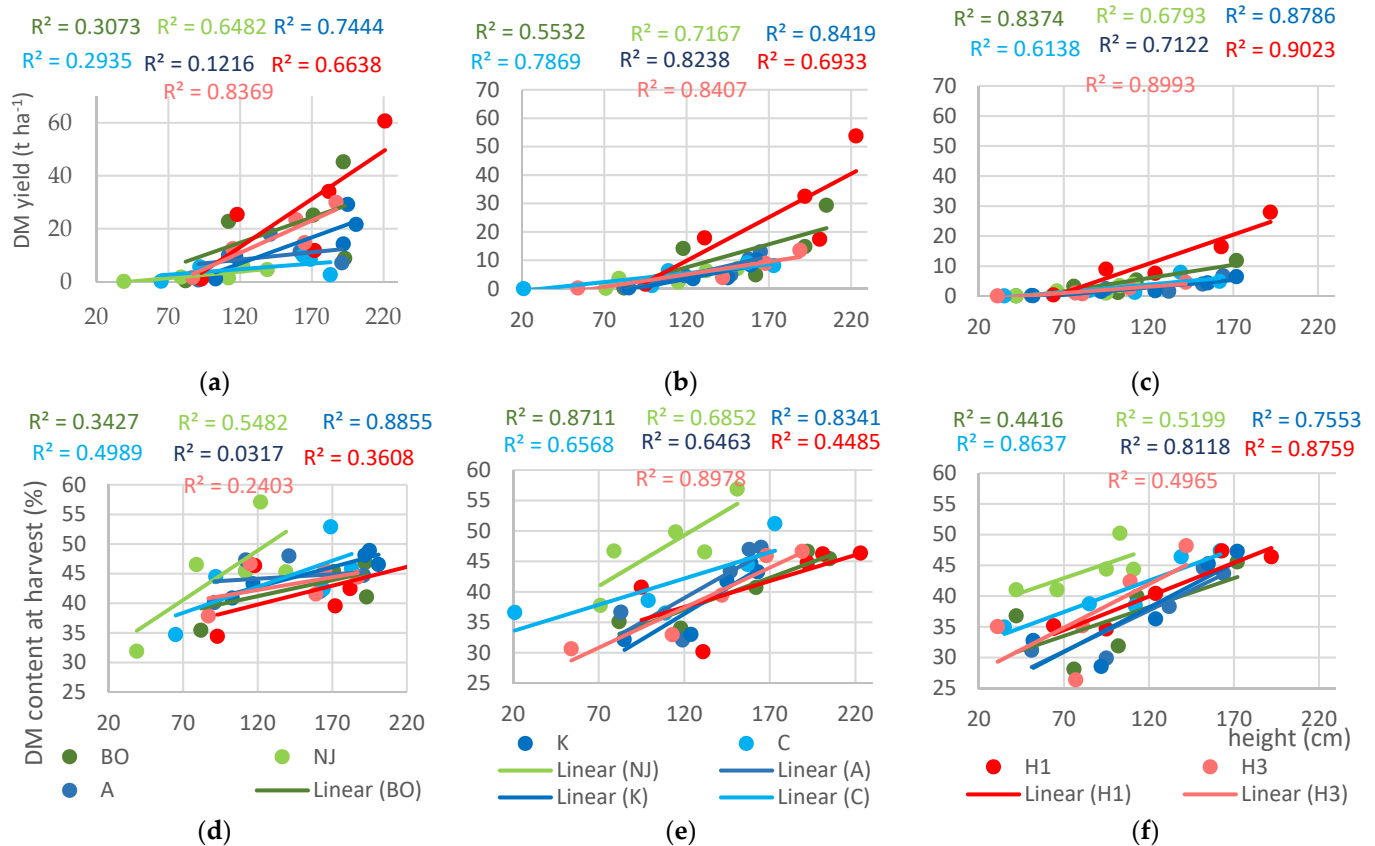 R² = 0.3073 R² = 0.6482 R² = 0.7444
R² = 0.2935 R² = 0.1216 R² = 0.6638
R² = 0.8369
DM yield (t ha⁻¹)
60
40
20
0
20 70 120 170 220
(a)
R² = 0.5532 R² = 0.7167 R² = 0.8419
R² = 0.7869 R² = 0.8238 R² = 0.6933
R² = 0.8407
70
60
50
40
30
20
10
0
20 70 120 170 220
(b)
R² = 0.8374 R² = 0.6793 R² = 0.8786
R² = 0.6138 R² = 0.7122 R² = 0.9023
R² = 0.8993
70
60
50
40
30
20
10
0
20 70 120 170 220
(c)
R² = 0.3427 R² = 0.5482 R² = 0.8855
R² = 0.4989 R² = 0.0317 R² = 0.3608
R² = 0.2403
DM content at harvest (%)
60
55
50
45
40
35
30
25
20 70 120 170 220
BO NJ
A Linear (BO)
(d)
R² = 0.8711 R² = 0.6852 R² = 0.8341
R² = 0.6568 R² = 0.6463 R² = 0.4485
R² = 0.8978
60
55
50
45
40
35
30
25
20 70 120 170 220
K C
Linear (NJ) Linear (A)
Linear (K) Linear (C)
(e)
R² = 0.4416 R² = 0.5199 R² = 0.7553
R² = 0.8637 R² = 0.8118 R² = 0.8759
R² = 0.4965
60
55
50
45
40
35
30
25
20 70 120 170 220
height (cm)
H1 H3
Linear (H1) Linear (H3)
(f)